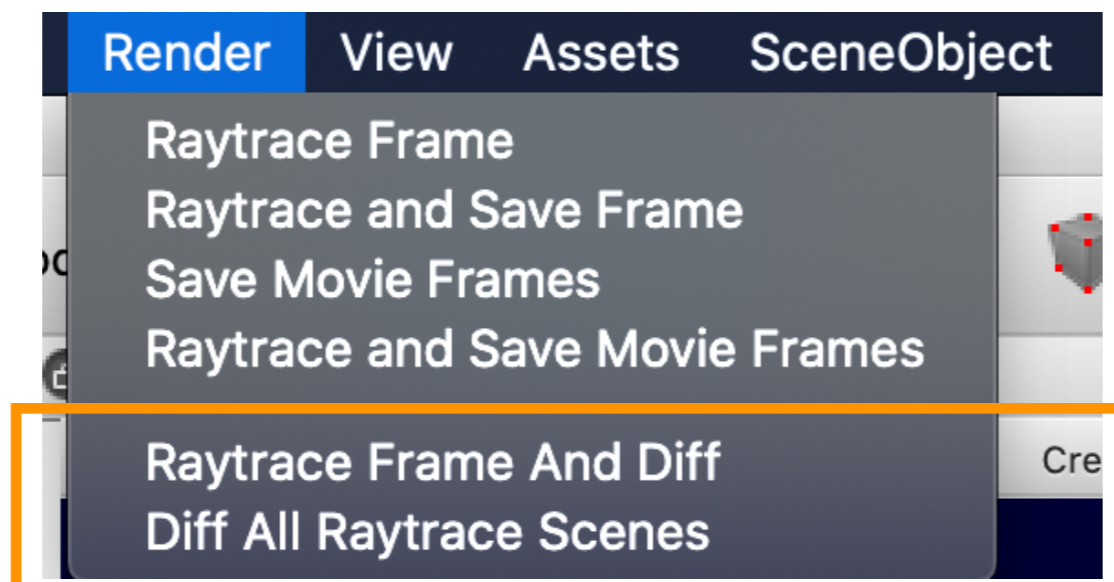 Render View Assets SceneObject
Raytrace Frame
Raytrace and Save Frame
Save Movie Frames
Raytrace and Save Movie Frames
Raytrace Frame And Diff
Cre
Diff All Raytrace Scenes